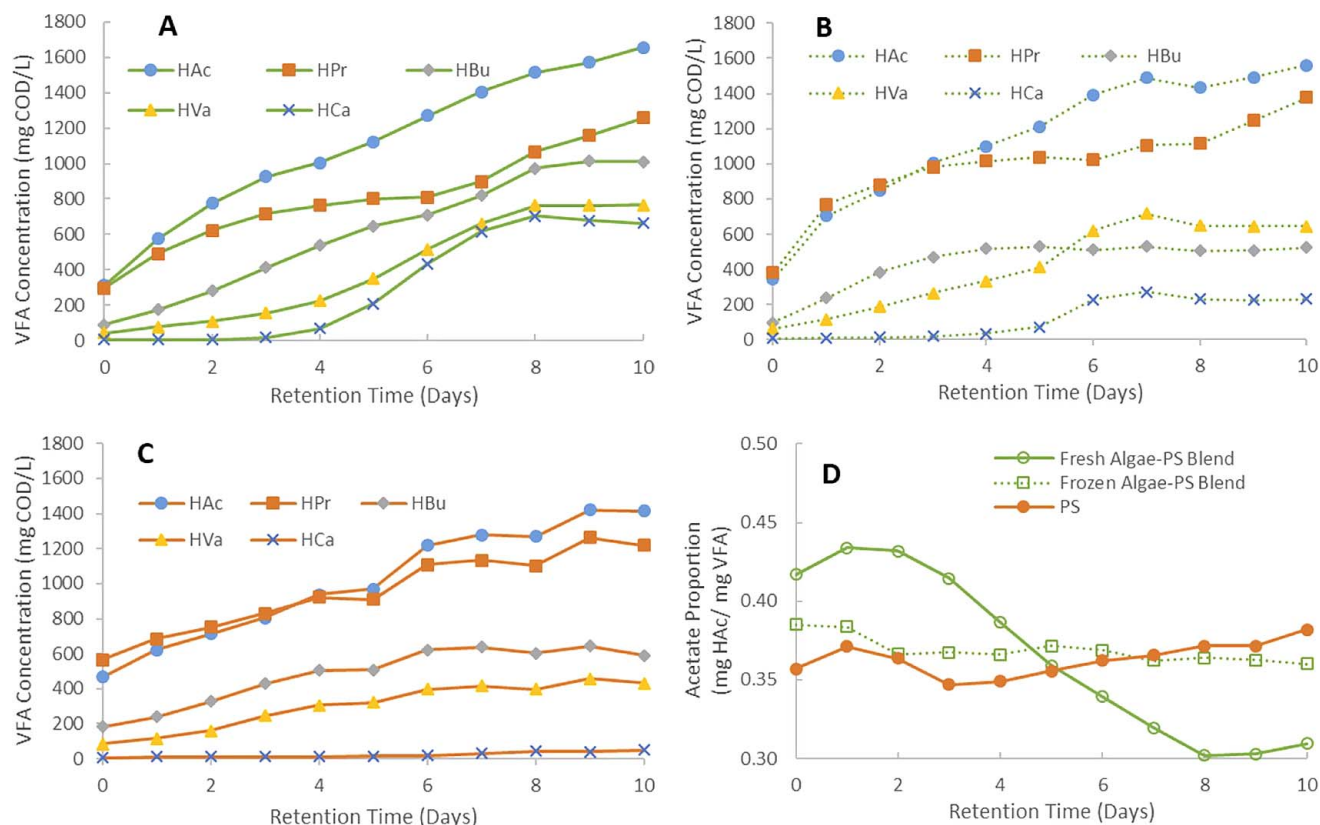 A
1800
1600
1400
1200
1000
800
600
400
200
0
VFA Concentration (mg COD/L)
HAc HPr HBu
HVa HCa
0 2 4 6 8 10
Retention Time (Days)
B
1800
1600
1400
1200
1000
800
600
400
200
0
VFA Concentration (mg COD/L)
HAc HPr HBu
HVa HCa
0 2 4 6 8 10
Retention Time (Days)
C
1800
1600
1400
1200
1000
800
600
400
200
0
VFA Concentration (mg COD/L)
HAc HPr HBu
HVa HCa
0 2 4 6 8 10
Retention Time (Days)
D
0.50
0.45
0.40
0.35
0.30
Acetate Proportion
(mg HAc/ mg VFA)
Fresh Algae-PS Blend
Frozen Algae-PS Blend
PS
0 2 4 6 8 10
Retention Time (Days)